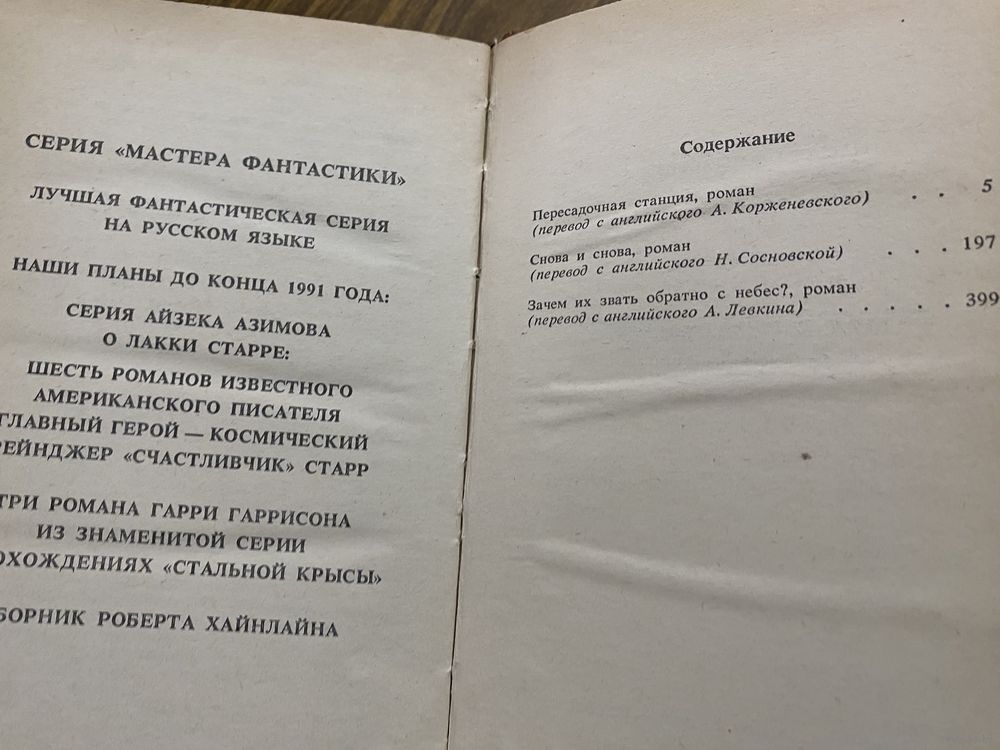 СЕРИЯ «МАСТЕРА ФАНТАСТИКИ»
ЛУЧШАЯ ФАНТАСТИЧЕСКАЯ СЕРИЯ
НА РУССКОМ ЯЗЫКЕ
НАШИ ПЛАНЫ ДО КОНЦА 1991 ГОДА:
СЕРИЯ АЙЗЕКА АЗИМОВА
О ЛАККИ СТАРРЕ:
ШЕСТЬ РОМАНОВ ИЗВЕСТНОГО
АМЕРИКАНСКОГО ПИСАТЕЛЯ
ГЛАВНЫЙ ГЕРОЙ — КОСМИЧЕСКИЙ
РЕЙНДЖЕР «СЧАСТЛИВЧИК» СТАРР
ТРИ РОМАНА ГАРРИ ГАРРИСОНА
ИЗ ЗНАМЕНИТОЙ СЕРИИ
ОХОЖДЕНИЯХ «СТАЛЬНОЙ КРЫСЫ»
БОРНИК РОБЕРТА ХАЙНЛАЙНА
Содержание
Пересадочная станция, роман
(перевод с английского А. Корженевского) . . 5
Снова и снова, роман
(перевод с английского Н. Сосновской) . . . 197
Зачем их звать обратно с небес?, роман
(перевод с английского А. Левкина) . . . . . 399